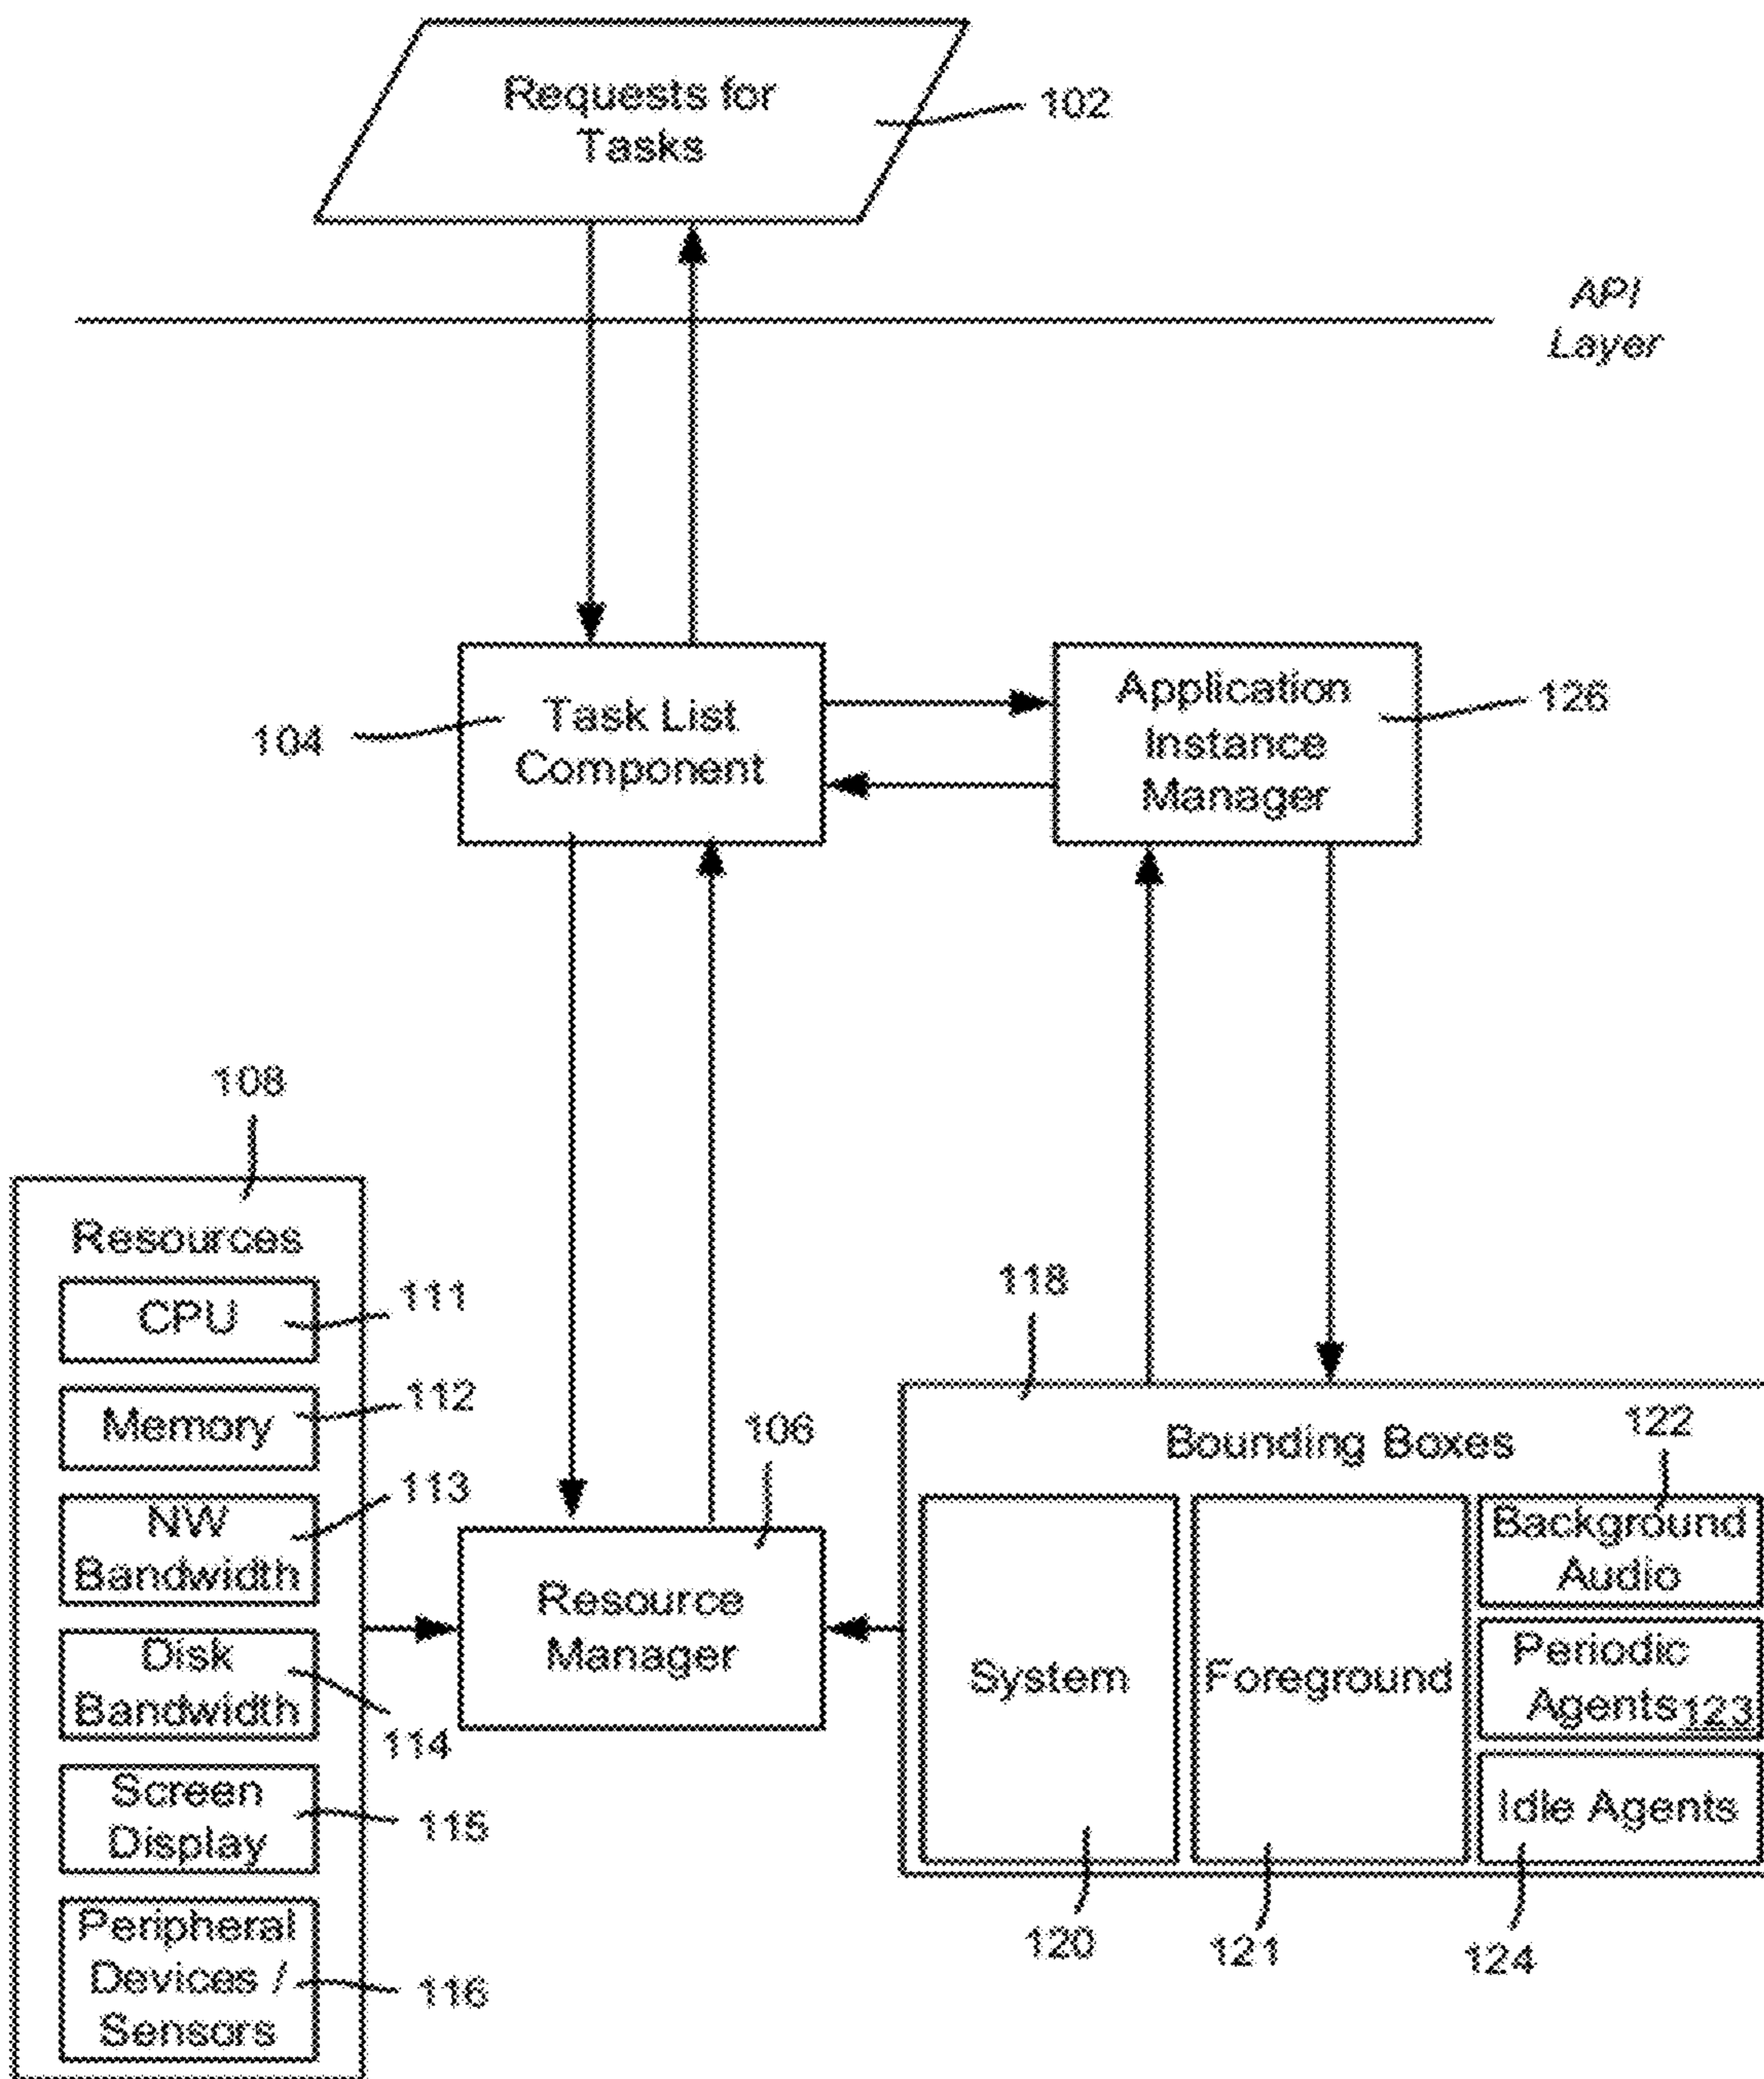 Requests for
Tasks
102
API
Layer
104
Task List
Component
Application
Instance
Manager
126
108
Resources
CPU
111
Memory
112
NW
Bandwidth
113
Disk
Bandwidth
114
Screen
Display
115
Peripheral
Devices /
Sensors
116
106
Resource
Manager
118
Bounding Boxes
122
System
Foreground
Background
Audio
Periodic
Agents 123
Idle Agents
120
121
124